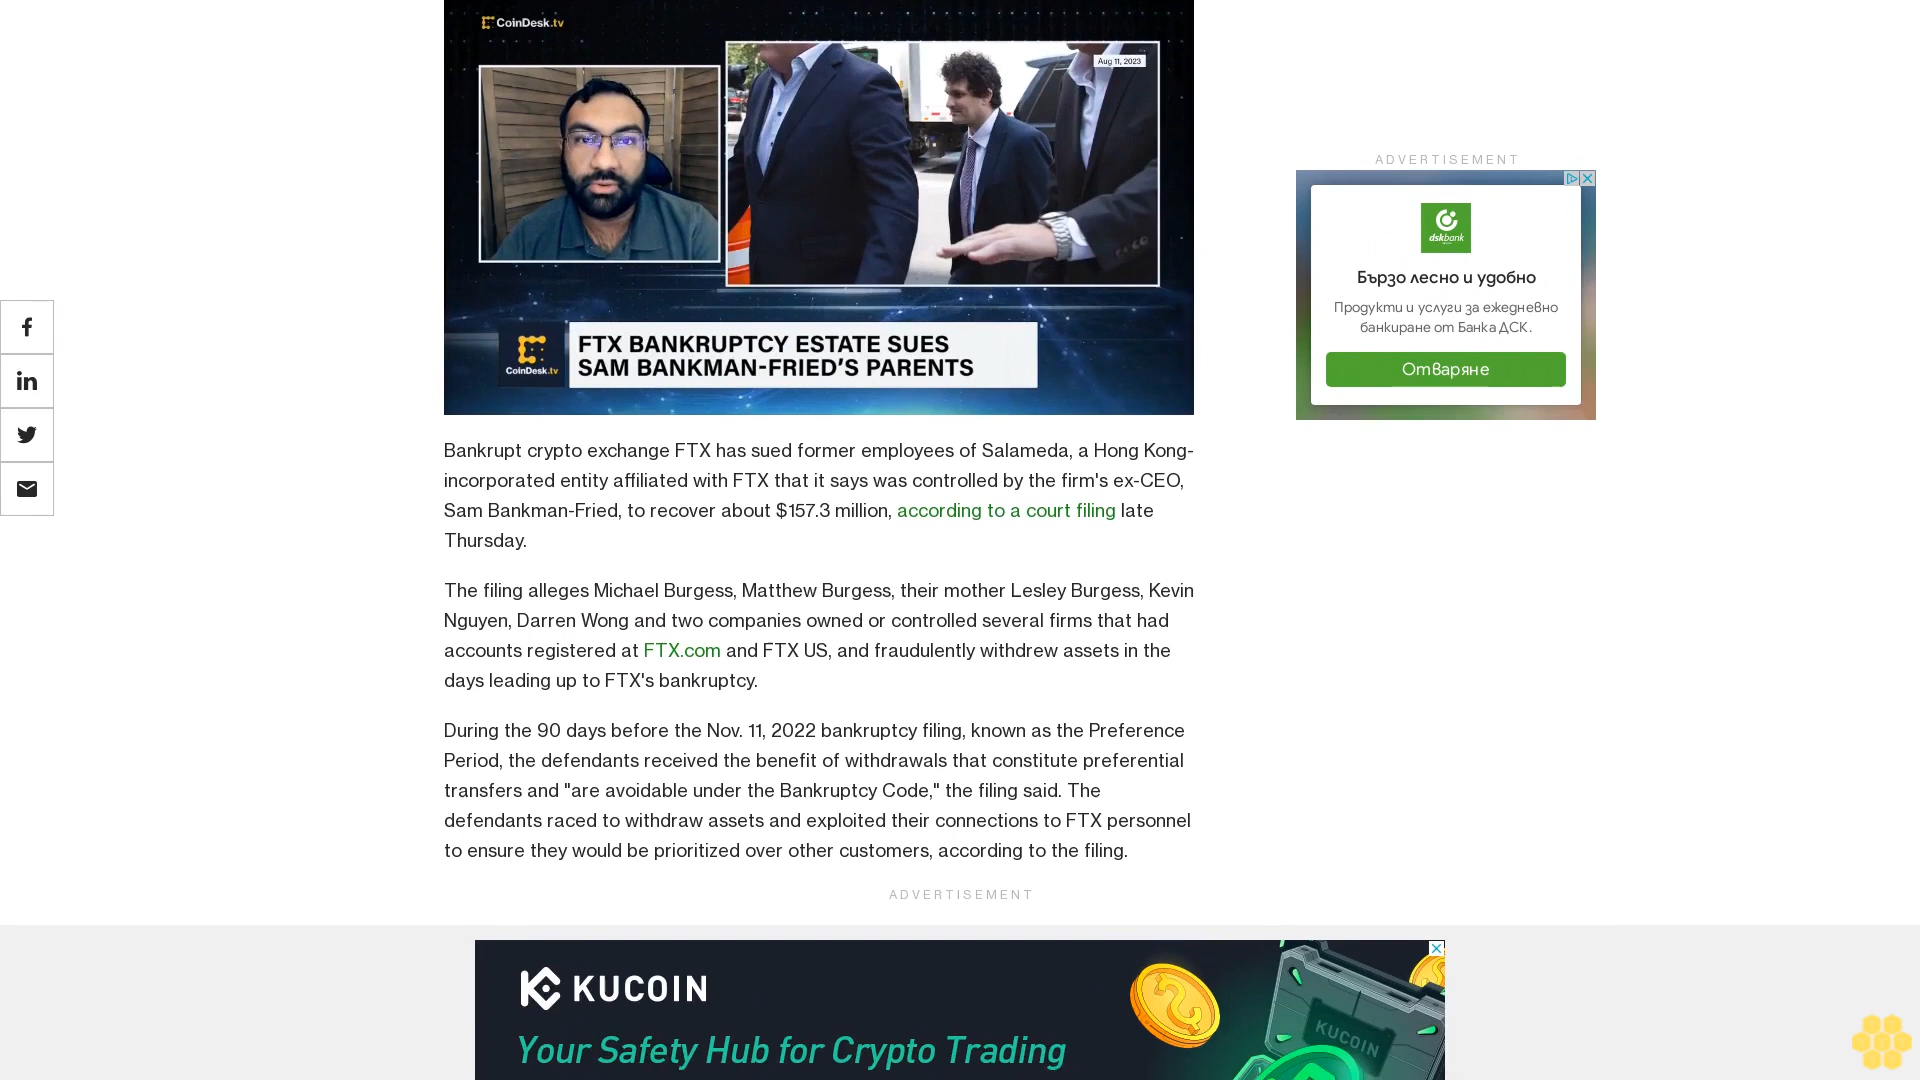 CoinDesk.tv
Aug 11, 2023
FTX BANKRUPTCY ESTATE SUES
SAM BANKMAN-FRIED'S PARENTS
CoinDesk.tv
Bankrupt crypto exchange FTX has sued former employees of Salameda, a Hong Kong-
incorporated entity affiliated with FTX that it says was controlled by the firm's ex-CEO,
Sam Bankman-Fried, to recover about $157.3 million, according to a court filing late
Thursday.
The filing alleges Michael Burgess, Matthew Burgess, their mother Lesley Burgess, Kevin
Nguyen, Darren Wong and two companies owned or controlled several firms that had
accounts registered at FTX.com and FTX US, and fraudulently withdrew assets in the
days leading up to FTX's bankruptcy.
During the 90 days before the Nov. 11, 2022 bankruptcy filing, known as the Preference
Period, the defendants received the benefit of withdrawals that constitute preferential
transfers and "are avoidable under the Bankruptcy Code," the filing said. The
defendants raced to withdraw assets and exploited their connections to FTX personnel
to ensure they would be prioritized over other customers, according to the filing.
ADVERTISEMENT
dskbank
Бързо лесно и удобно
Продукти и услуги за ежедневно
банкиране от Банка ДСК.
Отваряне
ADVERTISEMENT
KUCOIN
Your Safety Hub for Crypto Trading
KUCOIN